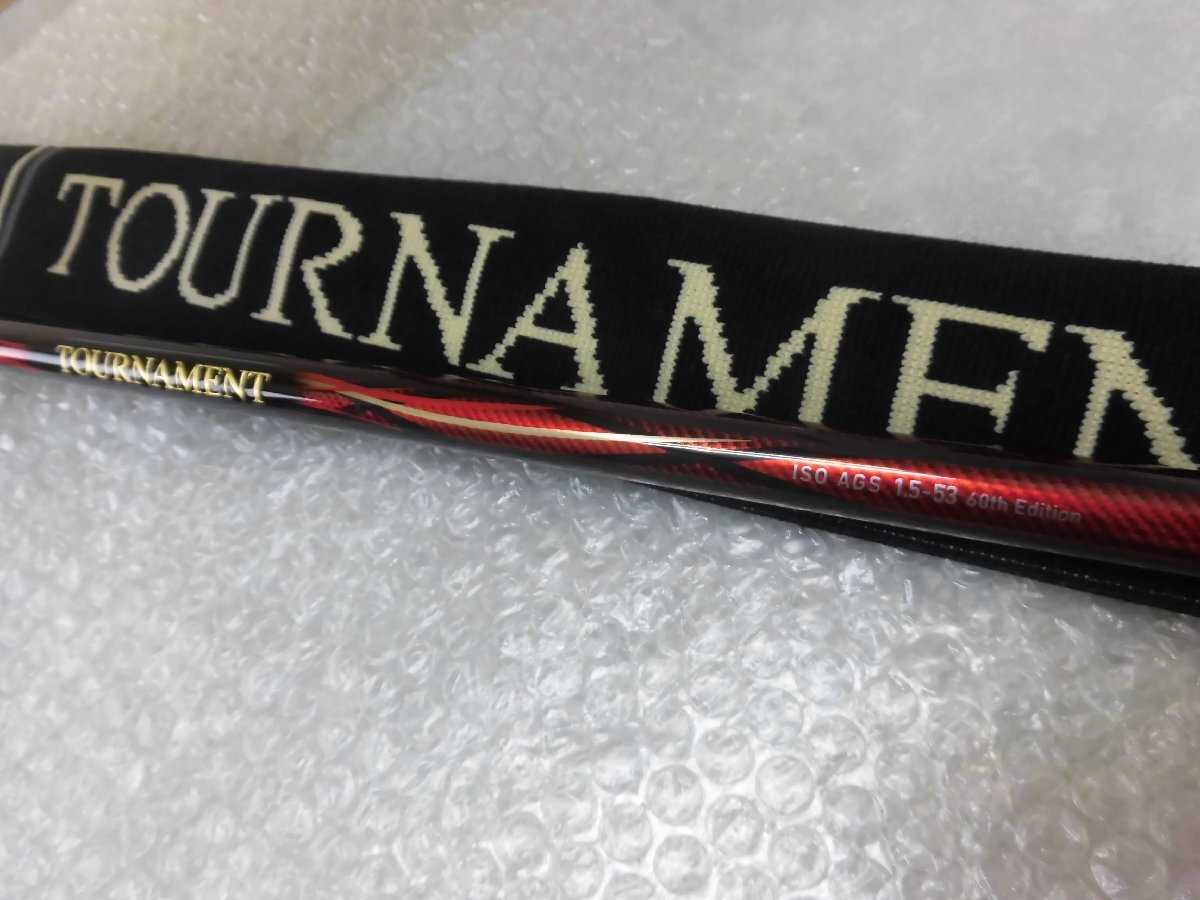 TOURNAMEN
TOURNAMENT
ISO AGS 1.5-53 60th Edition